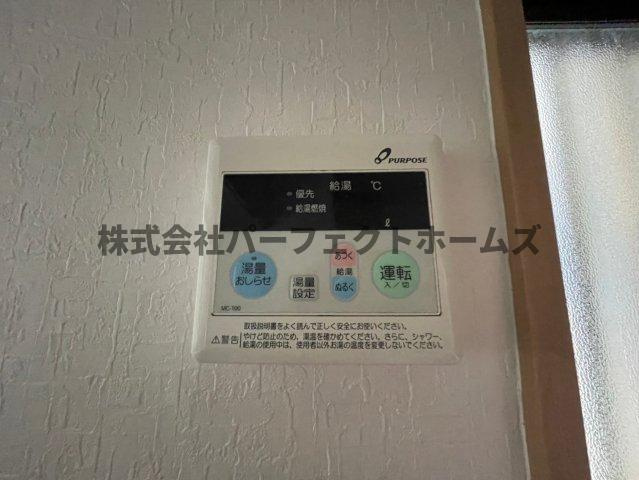 PURPOSE
給湯 ℃
優先
給湯燃焼
ℓ
株式会社パーフェクトホームズ
湯量
おしらせ
湯量
設定
あつく
給湯
ぬるく
運転
入/切
MC-100
取扱説明書をよく読んで正しく安全にお使いください。
⚠警告 やけど防止のため、湯温を確かめてください。さらに、シャワー、
給湯の使用中は、使用者以外お湯の温度を変更しないでください。